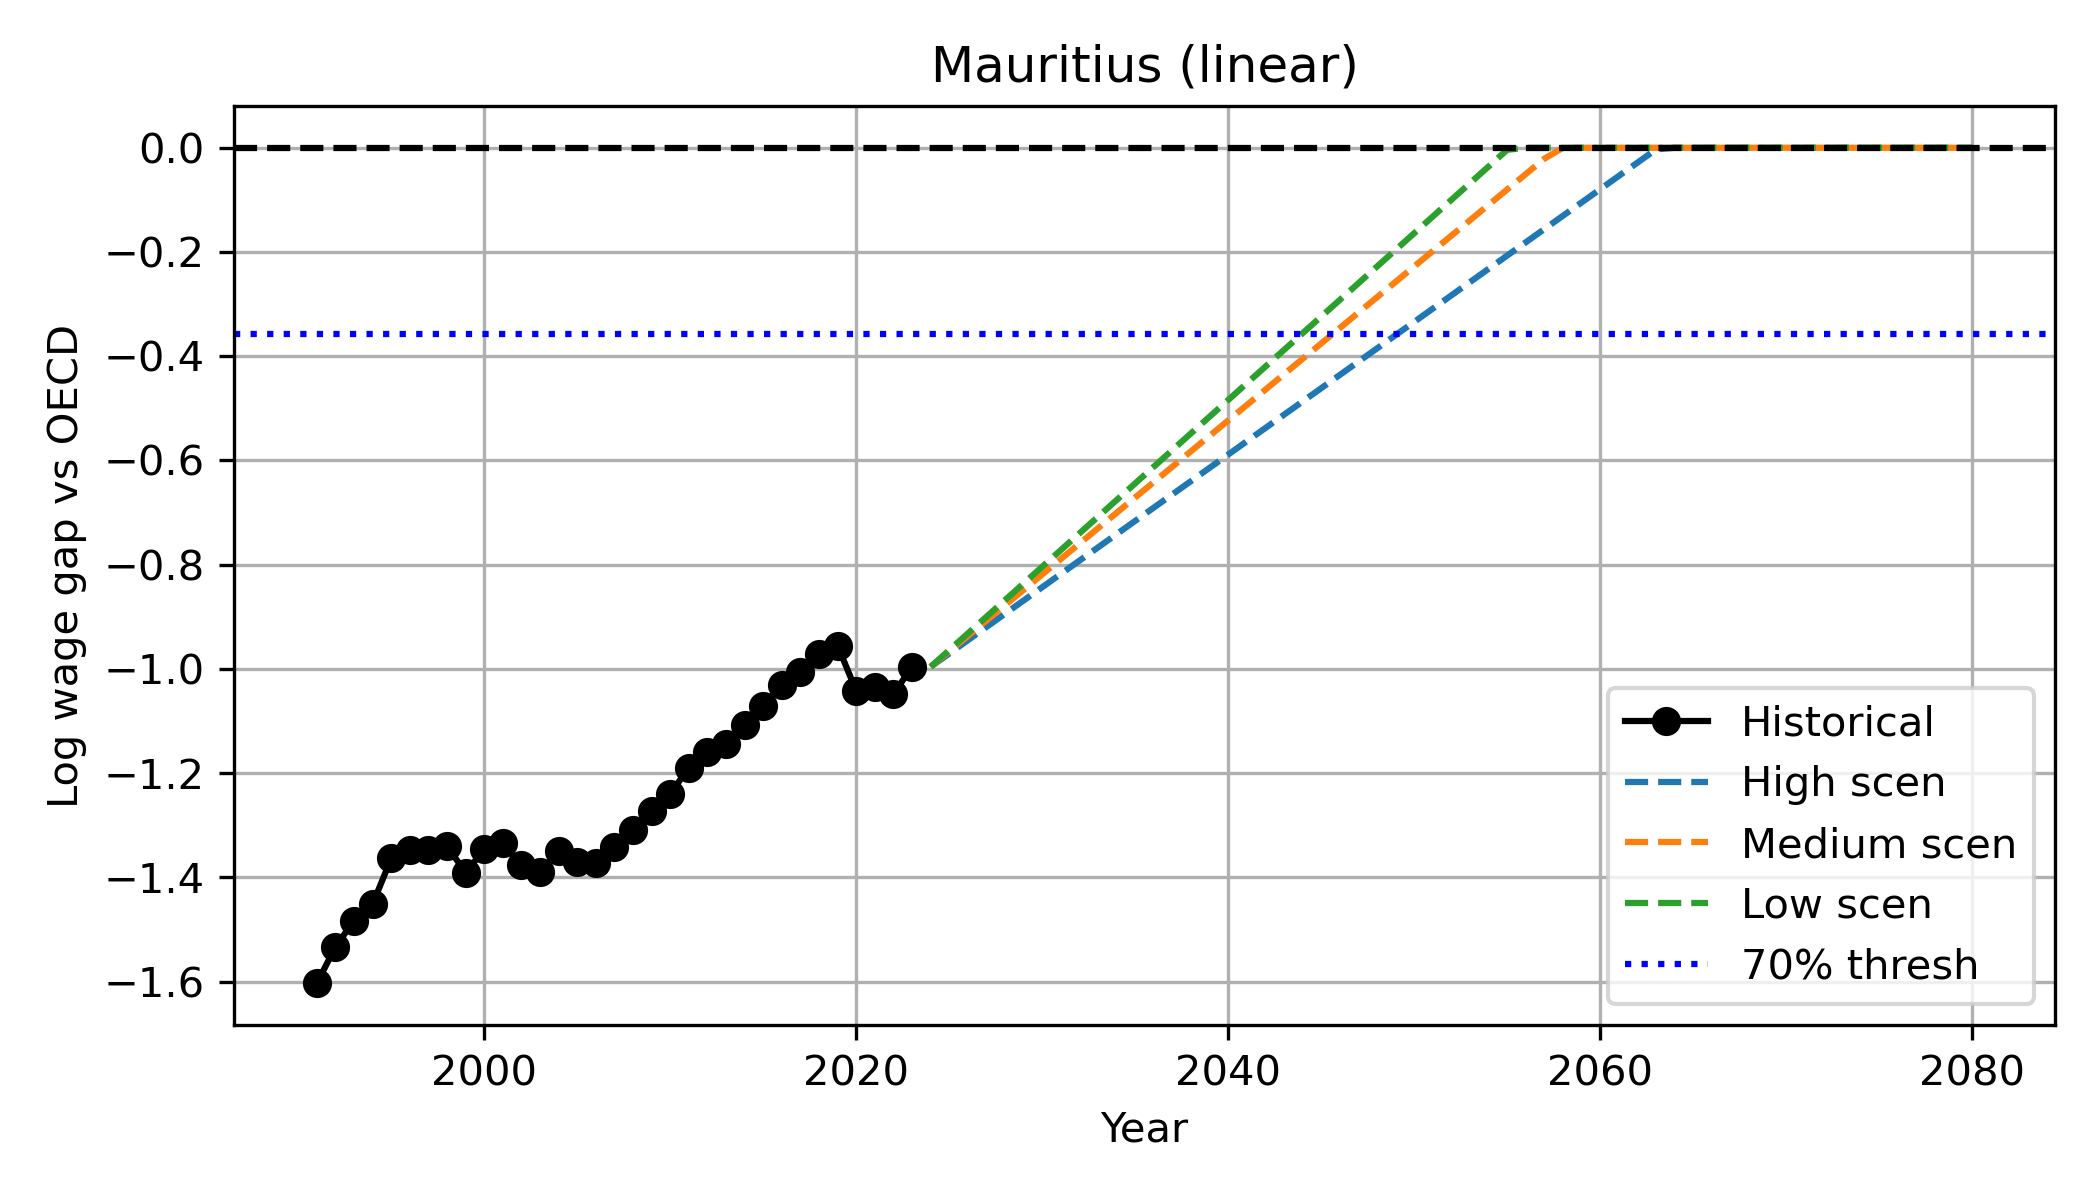 Mauritius (linear)
Log wage gap vs OECD
0.0
−0.2
−0.4
−0.6
−0.8
−1.0
−1.2
−1.4
−1.6
2000 2020 2040 2060 2080
Year
Historical
High scen
Medium scen
Low scen
70% thresh